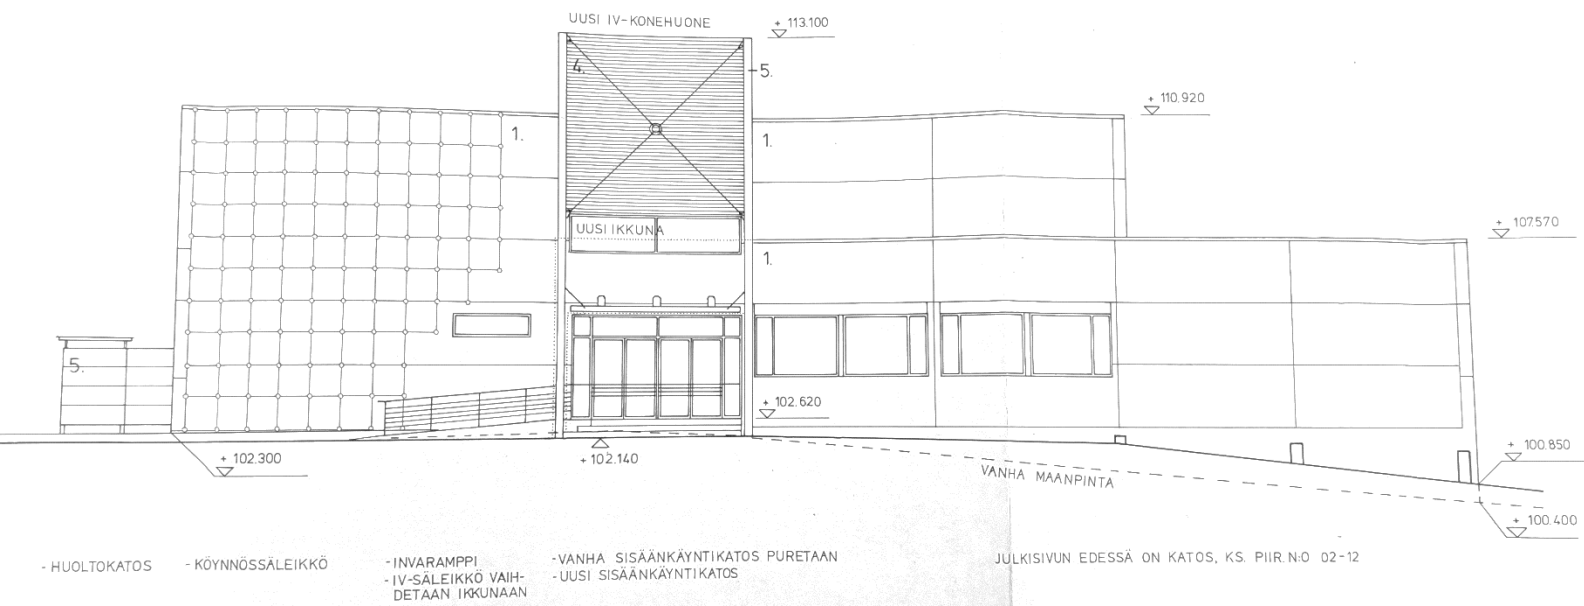 UUSI IV-KONEHUONE
+ 113.100
4.
5.
+ 110.920
1.
1.
+ 107.570
UUSI IKKUNA
1.
5.
+ 102.620
+ 102.300
+ 102.140
+ 100.850
VANHA MAANPINTA
+ 100.400
- HUOLTOKATOS
- KÖYNNÖSSÄLEIKKÖ
- INVARAMPPI
- IV-SÄLEIKKÖ VAIH-
DETAAN IKKUNAAN
- VANHA SISÄÄNKÄYNTIKATOS PURETAAN
- UUSI SISÄÄNKÄYNTIKATOS
JULKISIVUN EDESSÄ ON KATOS, KS. PIIR. N:O 02-12